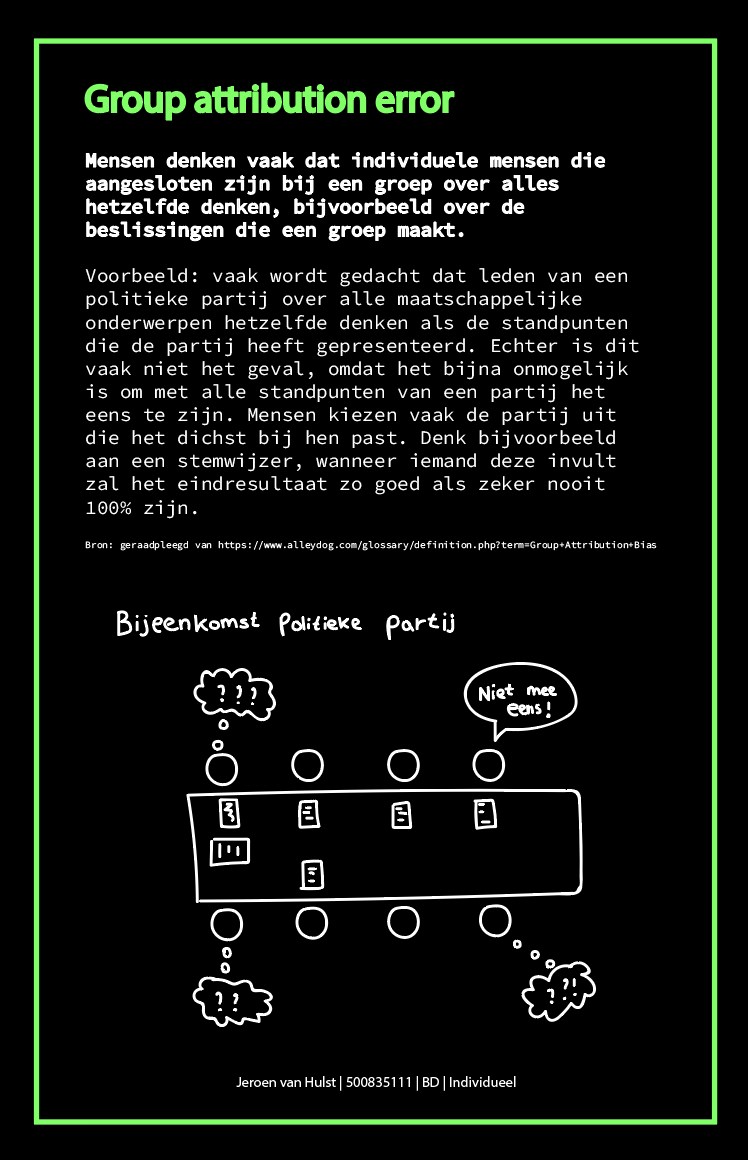 Group attribution error
Mensen denken vaak dat individuele mensen die
aangesloten zijn bij een groep over alles
hetzelfde denken, bijvoorbeeld over de
beslissingen die een groep maakt.
Voorbeeld: vaak wordt gedacht dat leden van een
politieke partij over alle maatschappelijke
onderwerpen hetzelfde denken als de standpunten
die de partij heeft gepresenteerd. Echter is dit
vaak niet het geval, omdat het bijna onmogelijk
is om met alle standpunten van een partij het
eens te zijn. Mensen kiezen vaak de partij uit
die het dichst bij hen past. Denk bijvoorbeeld
aan een stemwijzer, wanneer iemand deze invult
zal het eindresultaat zo goed als zeker nooit
100% zijn.
Bron: geraadpleegd van https://www.alleydog.com/glossary/definition.php?term=Group+Attribution+Bias
Bijeenkomst Politieke Partij
???
Niet mee
eens!
??
??!
Jeroen van Hulst | 500835111 | BD | Individueel